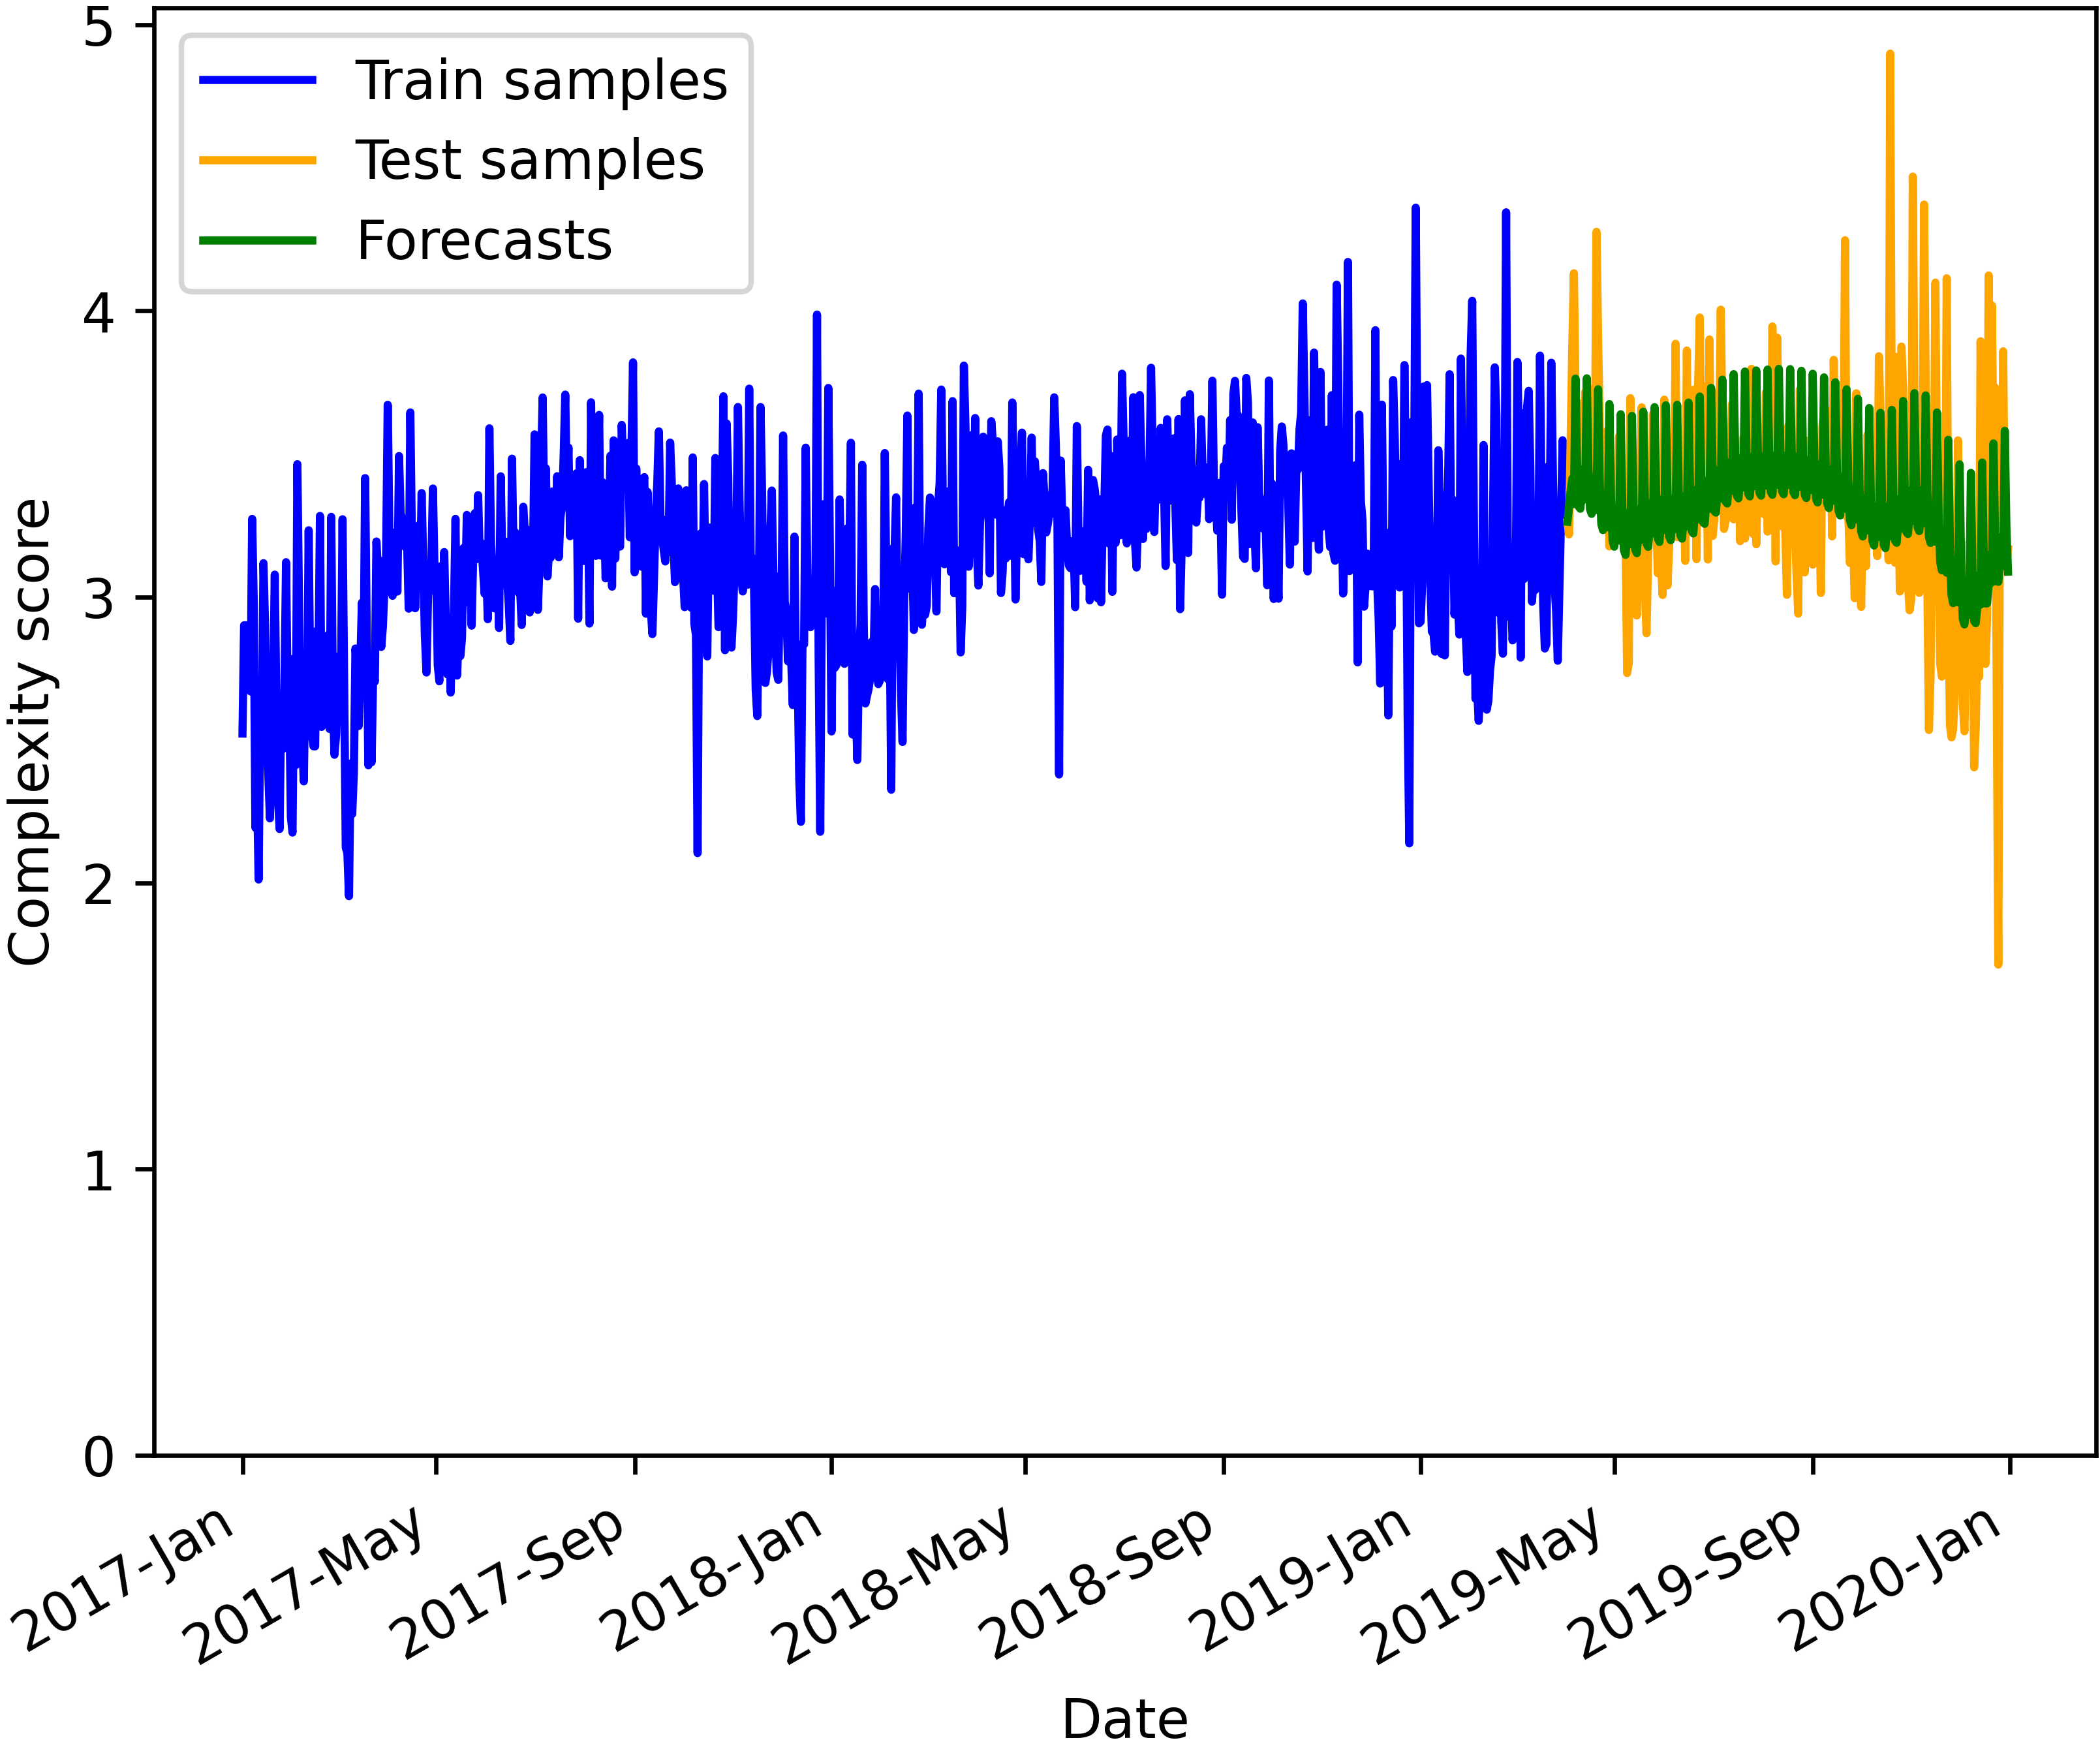 5
4
3
2
1
0
Complexity score
Train samples
Test samples
Forecasts
2017-Jan
2017-May
2017-Sep
2018-Jan
2018-May
2018-Sep
2019-Jan
2019-May
2019-Sep
2020-Jan
Date